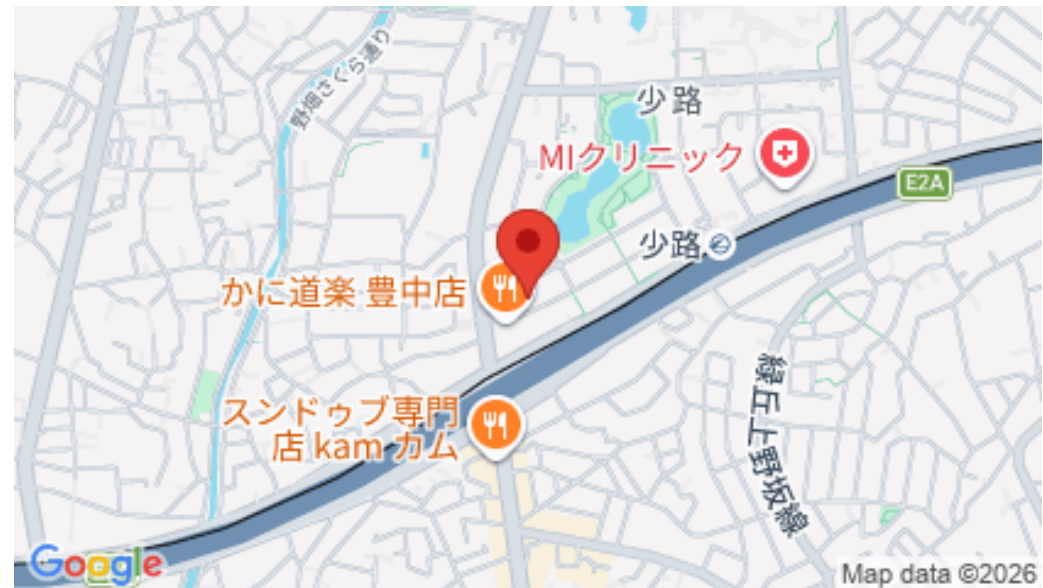 野畑さくら通り
少路
MIクリニック
E2A
少路
かに道楽 豊中店
スンドゥブ専門
店 kam カム
緑丘上野坂線
Google
Map data ©2026